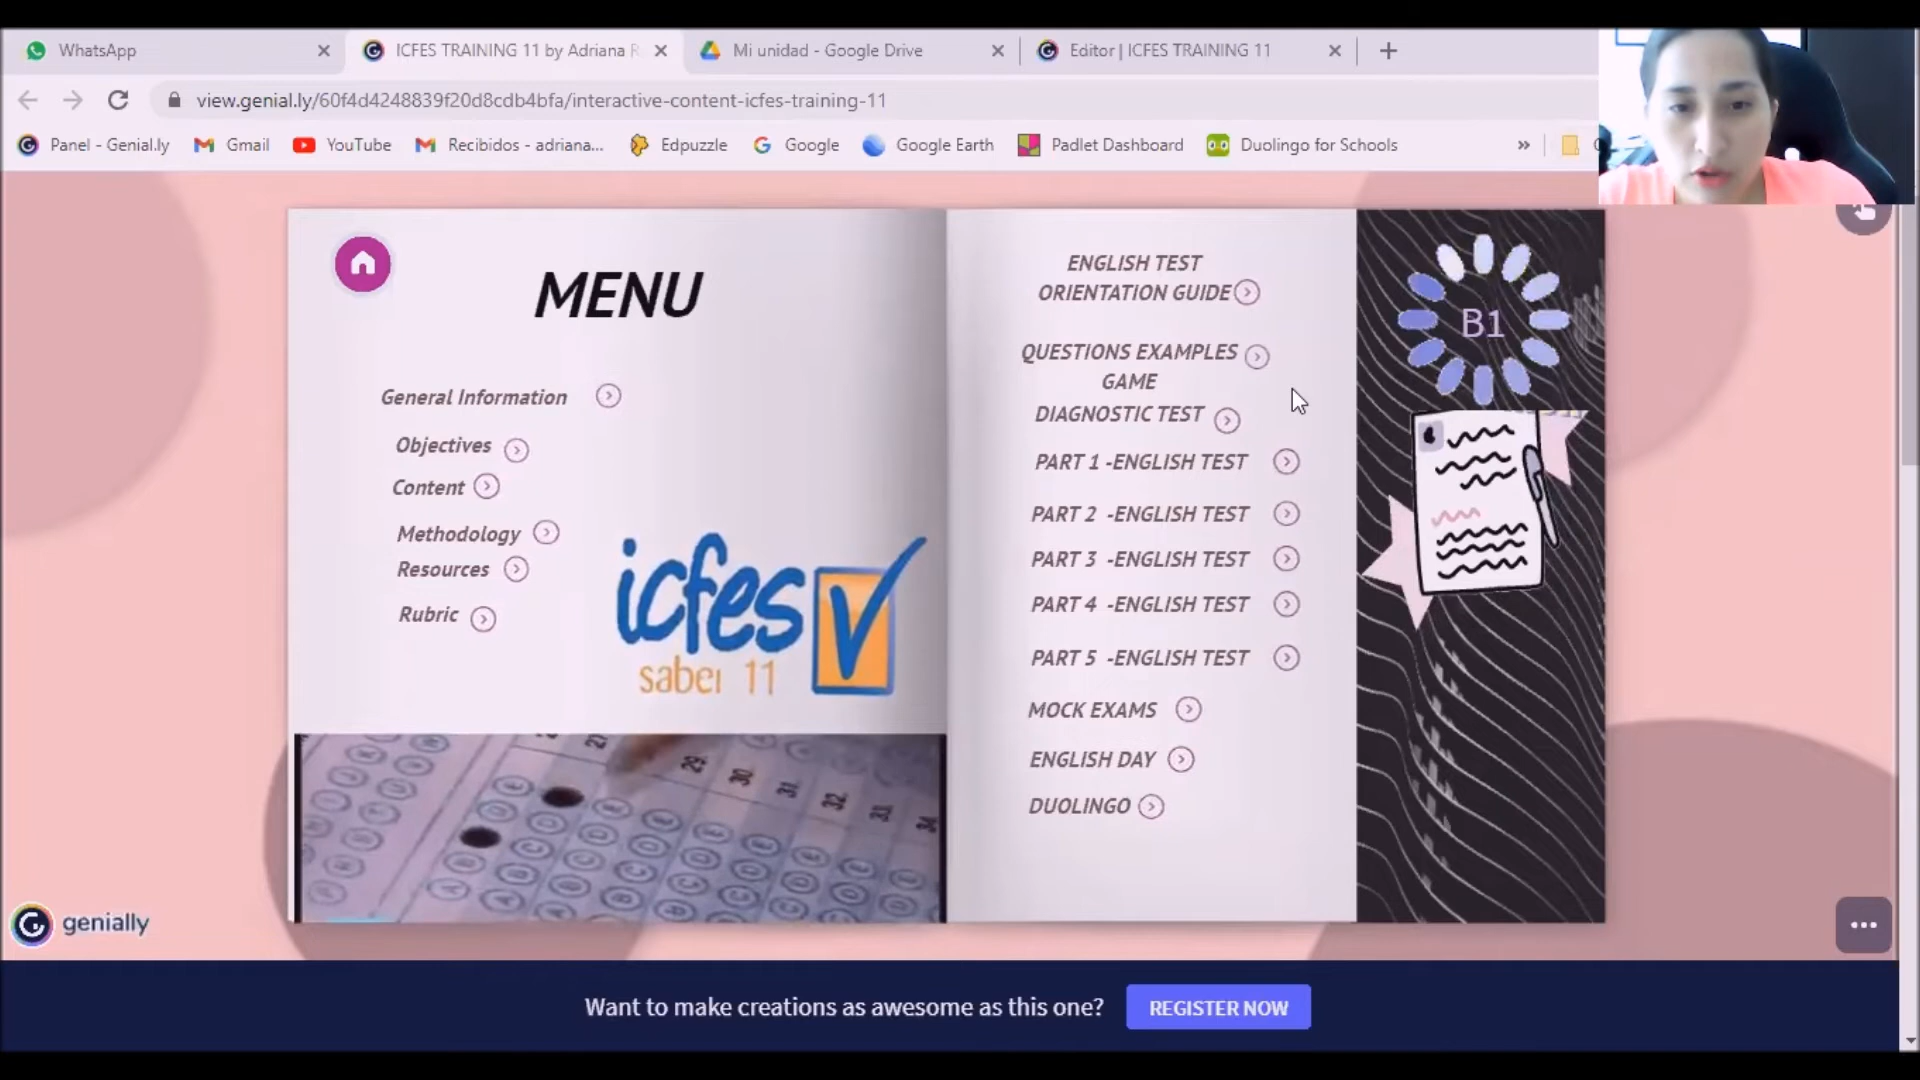 WhatsApp
ICFES TRAINING 11 by Adriana R
Mi unidad - Google Drive
Editor | ICFES TRAINING 11
view.genial.ly/60f4d4248839f20d8cdb4bfa/interactive-content-icfes-training-11
Panel - Genial.ly
Gmail
YouTube
Recibidos - adriana...
Edpuzzle
Google
Google Earth
Padlet Dashboard
Duolingo for Schools
»
MENU
General Information
Objectives
Content
Methodology
Resources
Rubric
icfes
saber 11
27
29.
30.
31.
32.
ENGLISH TEST
ORIENTATION GUIDE
QUESTIONS EXAMPLES
GAME
DIAGNOSTIC TEST
PART 1 -ENGLISH TEST
PART 2 -ENGLISH TEST
PART 3 -ENGLISH TEST
PART 4 -ENGLISH TEST
PART 5 -ENGLISH TEST
MOCK EXAMS
ENGLISH DAY
DUOLINGO
B1
genially
Want to make creations as awesome as this one?
REGISTER NOW